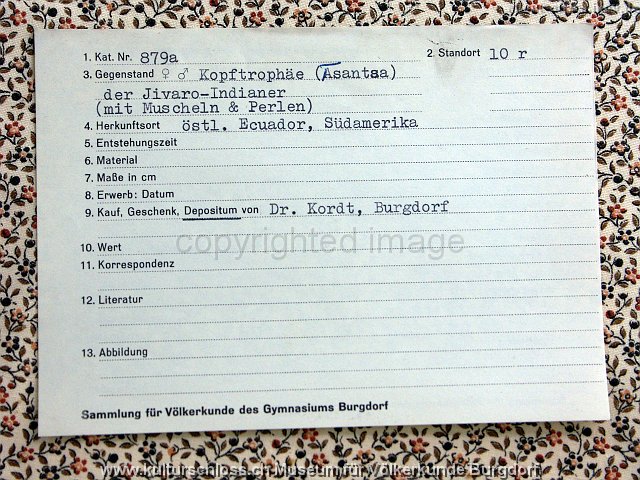 1. Kat. Nr. 879a 2. Standort 10 r
3. Gegenstand ♀ ♂ Kopftrophäe (Tsantsa)
der Jivaro-Indianer
(mit Muscheln & Perlen)
4. Herkunftsort östl. Ecuador, Südamerika
5. Entstehungszeit
6. Material
7. Maße in cm
8. Erwerb: Datum
9. Kauf, Geschenk, Depositum von Dr. Kordt, Burgdorf
copyrighted image
10. Wert
11. Korrespondenz
12. Literatur
13. Abbildung
Sammlung für Völkerkunde des Gymnasiums Burgdorf
www.kulturschloss.ch Museum für Völkerkunde Burgdorf